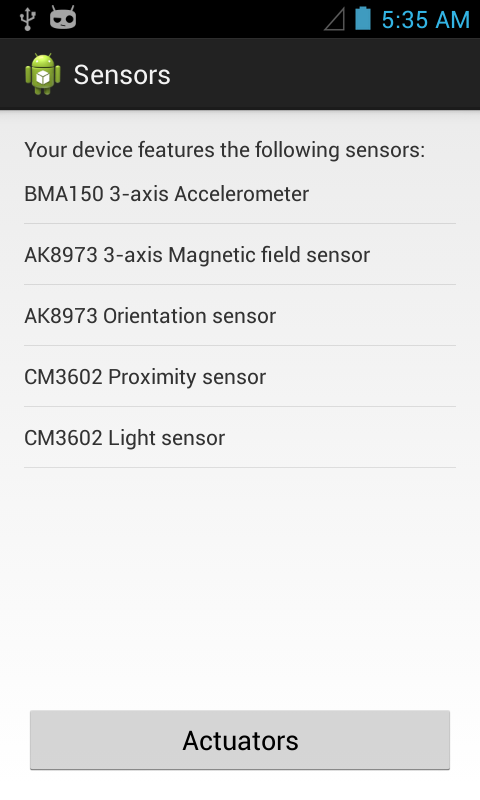 5:35 AM
Sensors
Your device features the following sensors:
BMA150 3-axis Accelerometer
AK8973 3-axis Magnetic field sensor
AK8973 Orientation sensor
CM3602 Proximity sensor
CM3602 Light sensor
Actuators